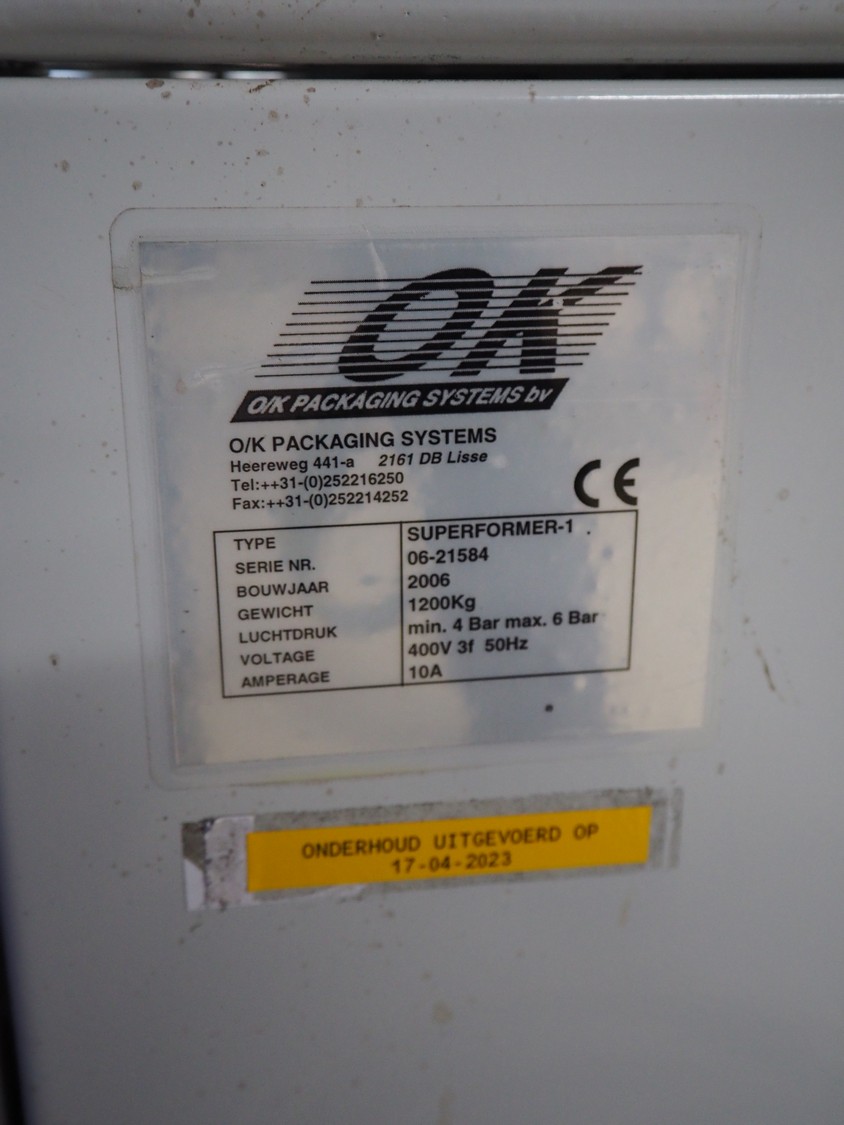 OK
O/K PACKAGING SYSTEMS bv
O/K PACKAGING SYSTEMS
Heereweg 441-a 2161 DB Lisse
Tel:++31-(0)252216250
Fax:++31-(0)252214252
CE
TYPE SUPERFORMER-1 .
SERIE NR. 06-21584
BOUWJAAR 2006
GEWICHT 1200Kg
LUCHTDRUK min. 4 Bar max. 6 Bar
VOLTAGE 400V 3f 50Hz
AMPERAGE 10A
ONDERHOUD UITGEVOERD OP
17-04-2023